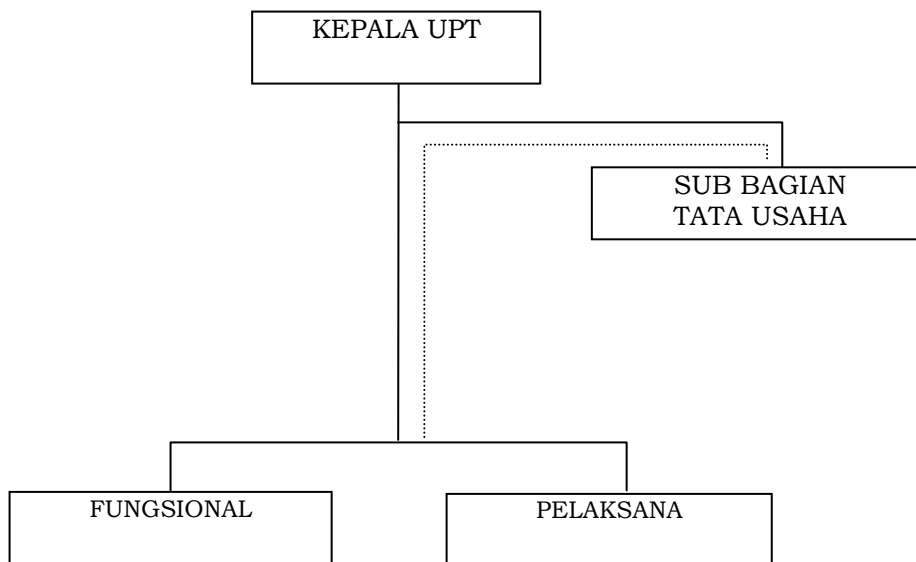 KEPALA UPT
SUB BAGIAN
TATA USAHA
FUNGSIONAL
PELAKSANA